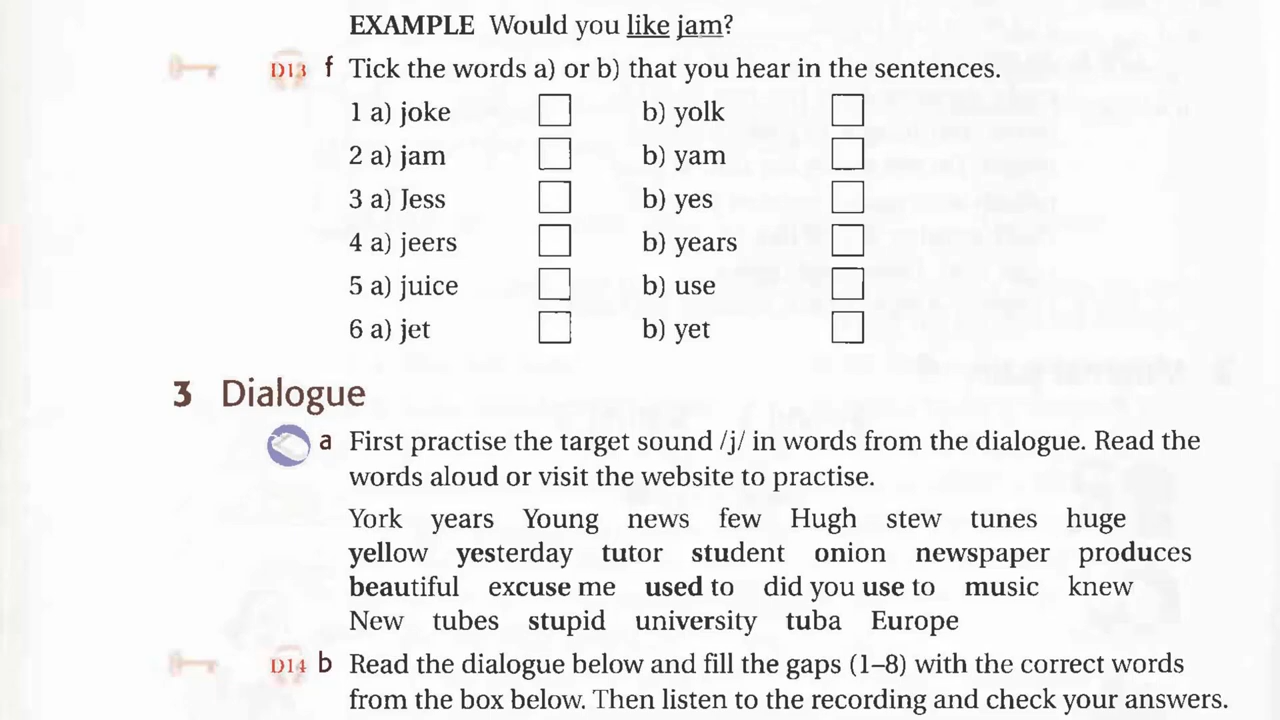 EXAMPLE Would you like jam?
D13 f Tick the words a) or b) that you hear in the sentences.
1 a) joke b) yolk
2 a) jam b) yam
3 a) Jess b) yes
4 a) jeers b) years
5 a) juice b) use
6 a) jet b) yet
3 Dialogue
a First practise the target sound /j/ in words from the dialogue. Read the
words aloud or visit the website to practise.
York years Young news few Hugh stew tunes huge
yellow yesterday tutor student onion newspaper produces
beautiful excuse me used to did you use to music knew
New tubes stupid university tuba Europe
D14 b Read the dialogue below and fill the gaps (1–8) with the correct words
from the box below. Then listen to the recording and check your answers.